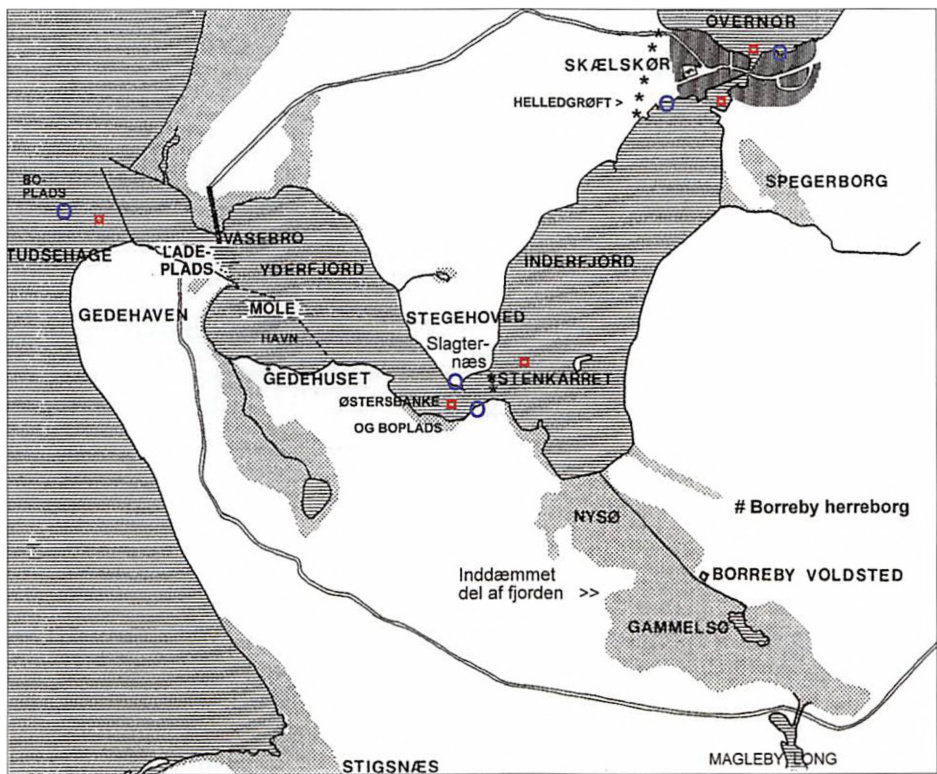 OVERNOR
SKÆLSKØR
HELLEDGRØFT >
BO-
PLADS
SPEGERBORG
VASEBRO
TUDSEHAGE
LADE-
PLADS
YDERFJORD
INDERFJORD
GEDEHAVEN
MOLE
STEGEHOVED
HAVN
Slagter-
næs
GEDEHUSET
STENKARRET
ØSTERSBANKE
OG BOPLADS
# Borreby herreborg
NYSØ
Inddæmmet
del af fjorden >>
BORREBY VOLDSTED
GAMMELSØ
STIGSNÆS
MAGLEBY LONG